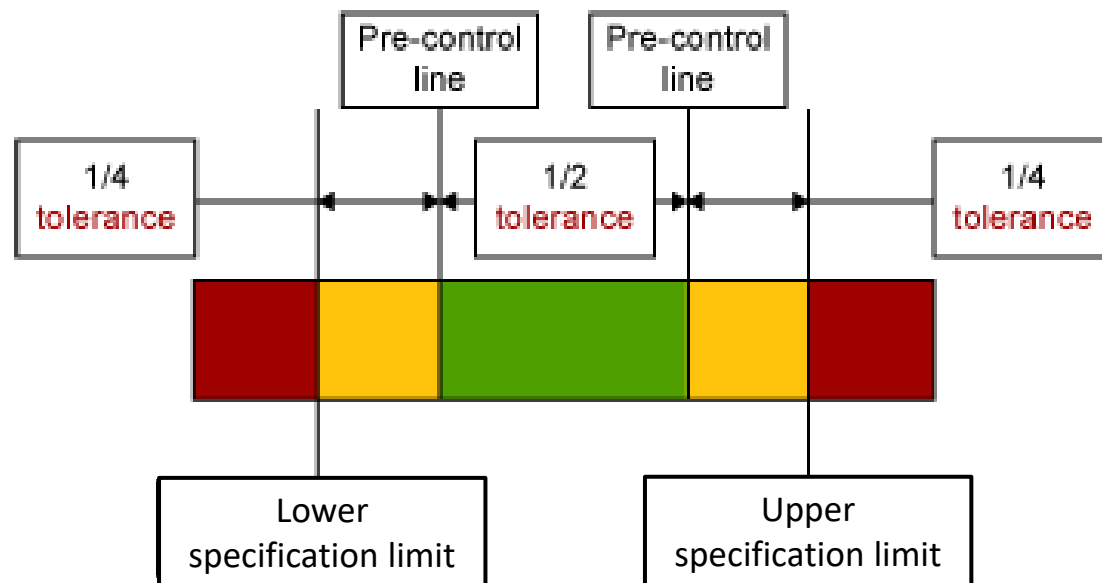 Pre-control
line
Pre-control
line
1/4
tolerance
1/2
tolerance
1/4
tolerance
Lower
specification limit
Upper
specification limit